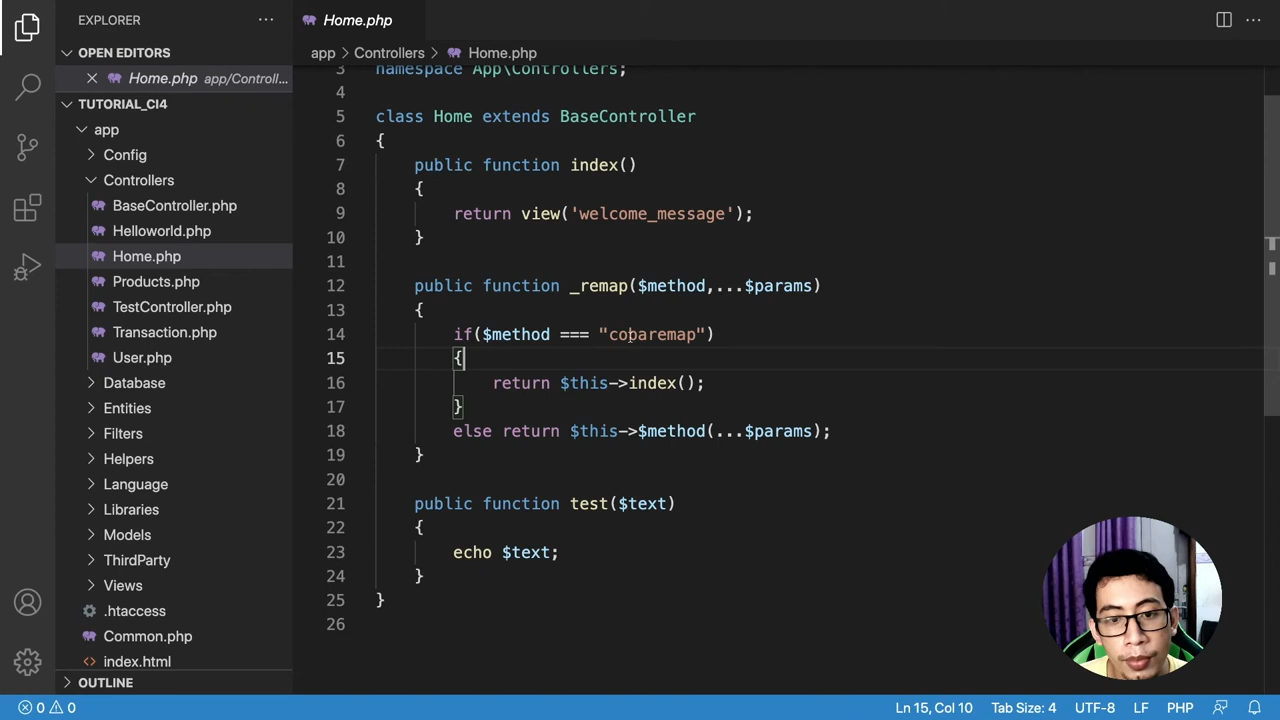 EXPLORER
OPEN EDITORS
Home.php app/Controll...
TUTORIAL_CI4
app
Config
Controllers
BaseController.php
Helloworld.php
Home.php
Products.php
TestController.php
Transaction.php
User.php
Database
Entities
Filters
Helpers
Language
Libraries
Models
ThirdParty
Views
.htaccess
Common.php
index.html
OUTLINE
Home.php
app > Controllers > Home.php
3 namespace App\Controllers;
4
5 class Home extends BaseController
6 {
7 public function index()
8 {
9 return view('welcome_message');
10 }
11
12 public function _remap($method,...$params)
13 {
14 if($method === "cobaremap")
15 {
16 return $this->index();
17 }
18 else return $this->$method(...$params);
19 }
20
21 public function test($text)
22 {
23 echo $text;
24 }
25 }
26
0 0 Ln 15, Col 10 Tab Size: 4 UTF-8 LF PHP